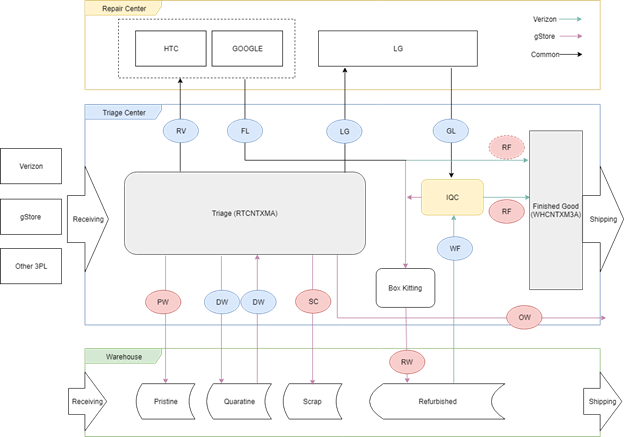 Repair Center
HTC
GOOGLE
LG
Verizon
gStore
Common
Triage Center
RV
FL
LG
GL
RF
Verizon
gStore
Other 3PL
Receiving
Triage (RTCNTXMA)
IQC
RF
Finished Good
(WHCNTXM3A)
Shipping
WF
Box Kitting
PW
DW
DW
SC
OW
Warehouse
RW
Receiving
Pristine
Quaratine
Scrap
Refurbished
Shipping